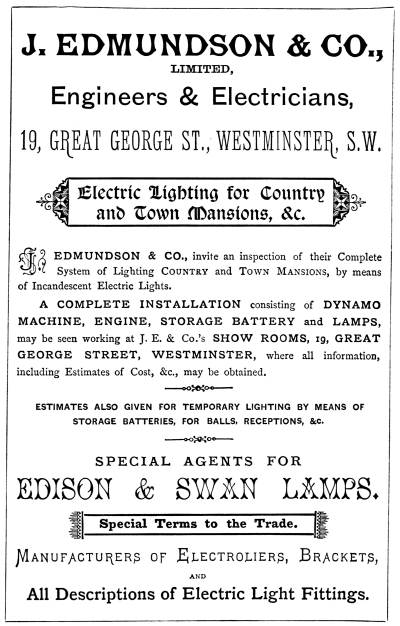 J. EDMUNDSON & CO.,
LIMITED,
Engineers & Electricians,
19, GREAT GEORGE ST., WESTMINSTER, S.W.
Electric Lighting for Country
and Town Mansions, &c.
J. EDMUNDSON & CO., invite an inspection of their Complete
System of Lighting COUNTRY and TOWN MANSIONS, by means
of Incandescent Electric Lights.
A COMPLETE INSTALLATION consisting of DYNAMO
MACHINE, ENGINE, STORAGE BATTERY and LAMPS,
may be seen working at J. E. & Co.'s SHOW ROOMS, 19, GREAT
GEORGE STREET, WESTMINSTER, where all information,
including Estimates of Cost, &c., may be obtained.
ESTIMATES ALSO GIVEN FOR TEMPORARY LIGHTING BY MEANS OF
STORAGE BATTERIES, FOR BALLS, RECEPTIONS, &c.
SPECIAL AGENTS FOR
EDISON & SWAN LAMPS.
Special Terms to the Trade.
MANUFACTURERS OF ELECTROLIERS, BRACKETS,
AND
All Descriptions of Electric Light Fittings.